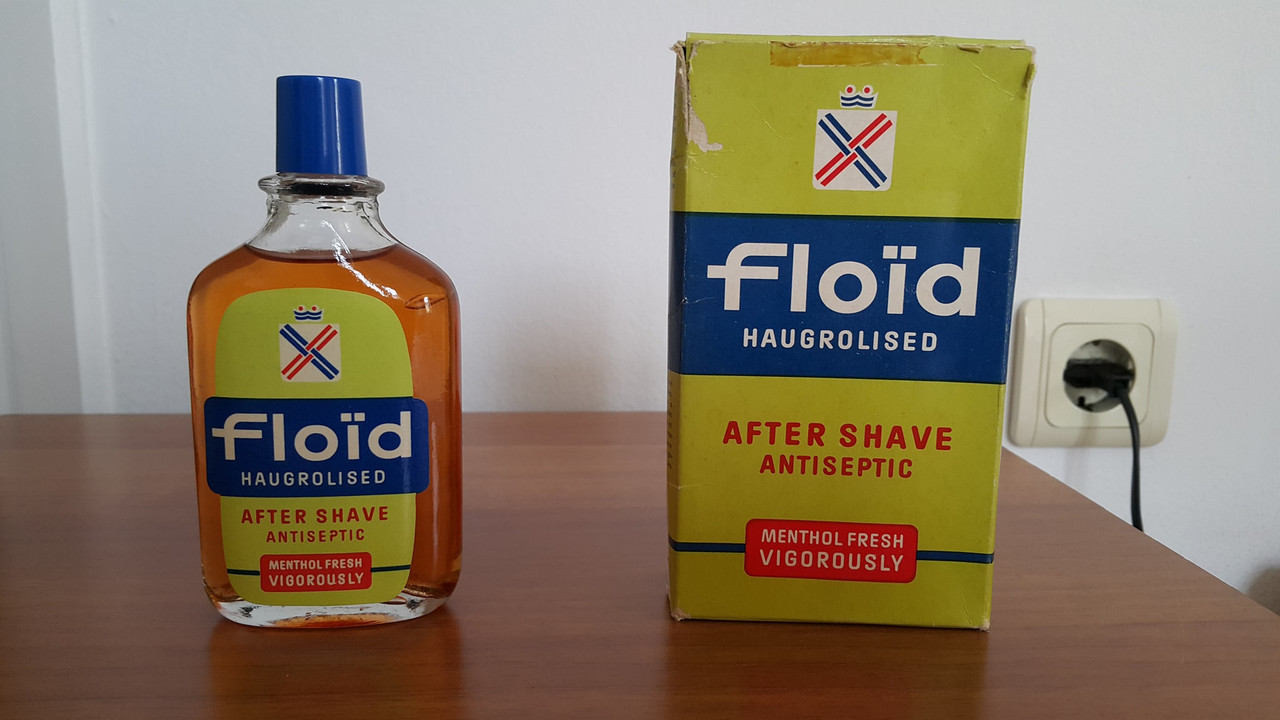 floïd
HAUGROLISED
AFTER SHAVE
ANTISEPTIC
MENTHOL FRESH
VIGOROUSLY
floïd
HAUGROLISED
AFTER SHAVE
ANTISEPTIC
MENTHOL FRESH
VIGOROUSLY